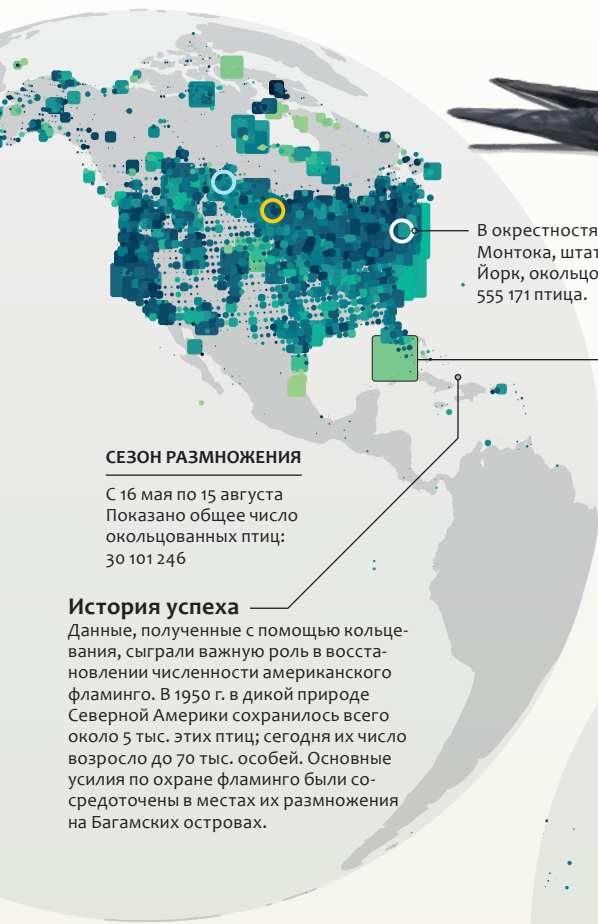 В окрестностя
Монтока, штат
Йорк, окольцо
555 171 птица.
СЕЗОН РАЗМНОЖЕНИЯ
С 16 мая по 15 августа
Показано общее число
окольцованных птиц:
30 101 246
История успеха
Данные, полученные с помощью кольце-
вания, сыграли важную роль в восста-
новлении численности американского
фламинго. В 1950 г. в дикой природе
Северной Америки сохранилось всего
около 5 тыс. этих птиц; сегодня их число
возросло до 70 тыс. особей. Основные
усилия по охране фламинго были со-
средоточены в местах их размножения
на Багамских островах.